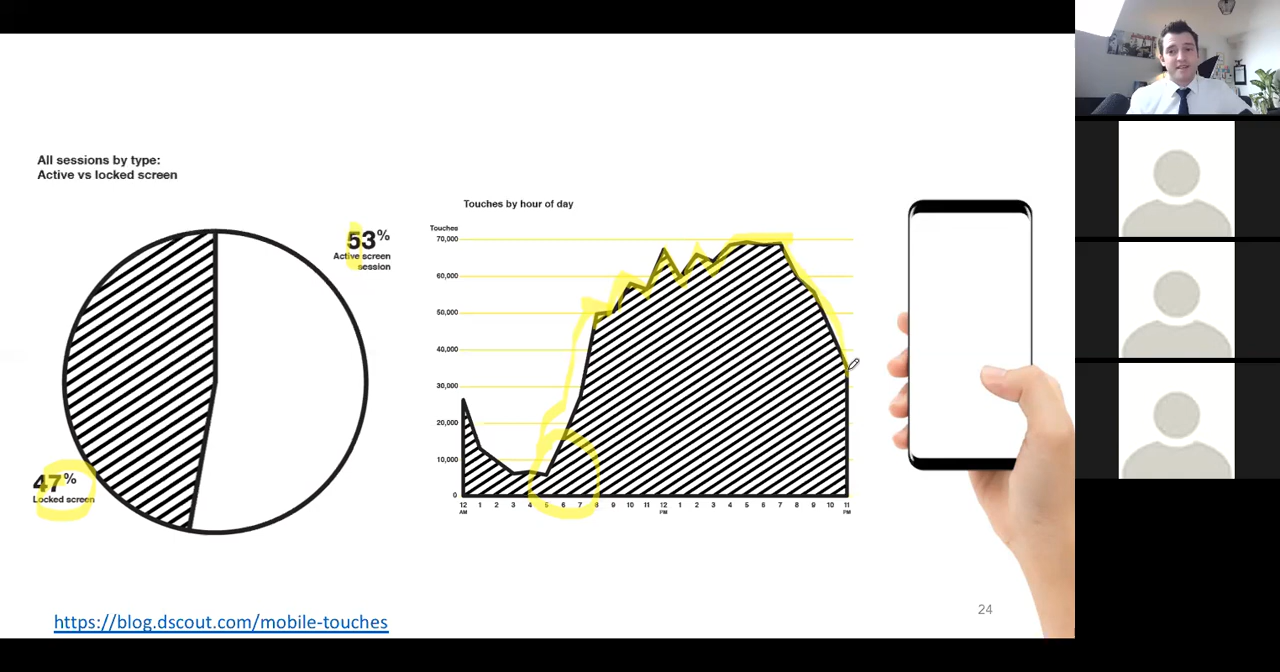 All sessions by type:
Active vs locked screen
53%
Active screen
session
47%
Locked screen
Touches by hour of day
Touches
70,000
60,000
50,000
40,000
30,000
20,000
10,000
0
12 1 2 3 4 5 6 7 8 9 10 11 12 1 2 3 4 5 6 7 8 9 10 11
AM PM PM
24
https://blog.dscout.com/mobile-touches